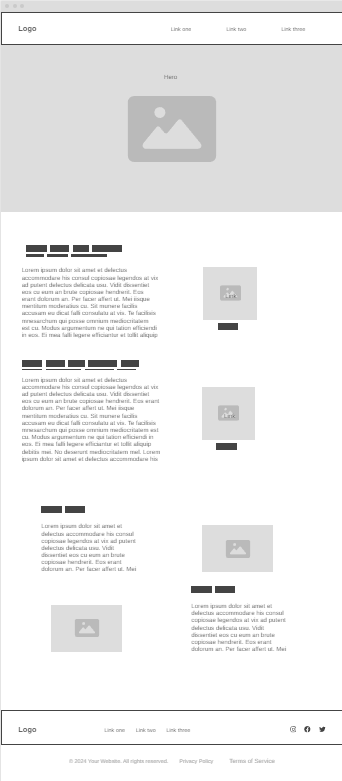 Logo
Link one Link two Link three
Hero
Lorem ipsum dolor sit amet et delectus
accommodare his consul copiosae legendos at vix
ad putent delectus delicata usu. Vidit dissentiet
eos cu eum an brute copiosae hendrerit. Eos
erant dolorum an. Per facer affert ut. Mei iisque
mentitum moderatius cu. Sit munere facilis
accusam eu dicat falli consulatu at vis. Te facilisis
mnesarchum qui posse omnium mediocritatem
est cu. Modus argumentum ne qui tation efficiendi
in eos. Ei mea falli legere efficiantur et tation aliquip
Lorem ipsum dolor sit amet et delectus
accommodare his consul copiosae legendos at vix
ad putent delectus delicata usu. Vidit dissentiet
eos cu eum an brute copiosae hendrerit. Eos erant
dolorum an. Per facer affert ut. Mei iisque
mentitum moderatius cu. Sit munere facilis
accusam eu dicat falli consulatu at vis. Te facilisis
mnesarchum qui posse omnium mediocritatem est
cu. Modus argumentum ne qui tation efficiendi in
eos. Ei mea falli legere efficiantur et tation aliquip
debitis mei. No deserunt mediocritatem mel. Lorem
ipsum dolor sit amet et delectus accommodare his
Lorem ipsum dolor sit amet et
delectus accommodare his consul
copiosae legendos at vix ad putent
delectus delicata usu. Vidit
dissentiet eos cu eum an brute
copiosae hendrerit. Eos erant
dolorum an. Per facer affert ut. Mei
Lorem ipsum dolor sit amet et
delectus accommodare his consul
copiosae legendos at vix ad putent
delectus delicata usu. Vidit
dissentiet eos cu eum an brute
copiosae hendrerit. Eos erant
dolorum an. Per facer affert ut. Mei
Logo
Link one Link two Link three
© 2024 Your Website. All rights reserved. Privacy Policy Terms of Service